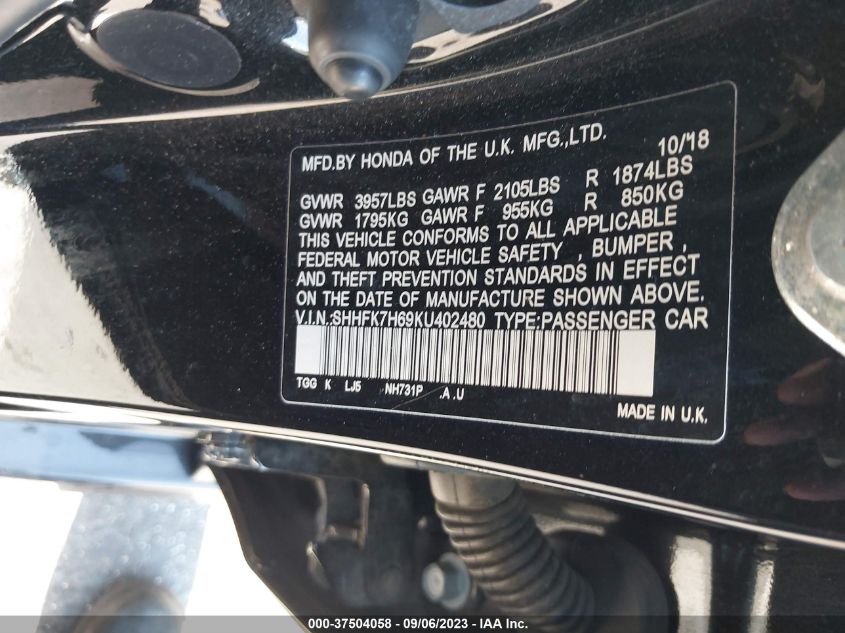 MFD.BY HONDA OF THE U.K. MFG.,LTD. 10/18
GVWR 3957LBS GAWR F 2105LBS R 1874LBS
GVWR 1795KG GAWR F 955KG R 850KG
THIS VEHICLE CONFORMS TO ALL APPLICABLE
FEDERAL MOTOR VEHICLE SAFETY , BUMPER ,
AND THEFT PREVENTION STANDARDS IN EFFECT
ON THE DATE OF MANUFACTURE SHOWN ABOVE.
V.I.N.:SHHFK7H69KU402480 TYPE:PASSENGER CAR
TGG K LJ5 NH731P .A.U
MADE IN U.K.
000-37504058 - 09/06/2023 - IAA Inc.